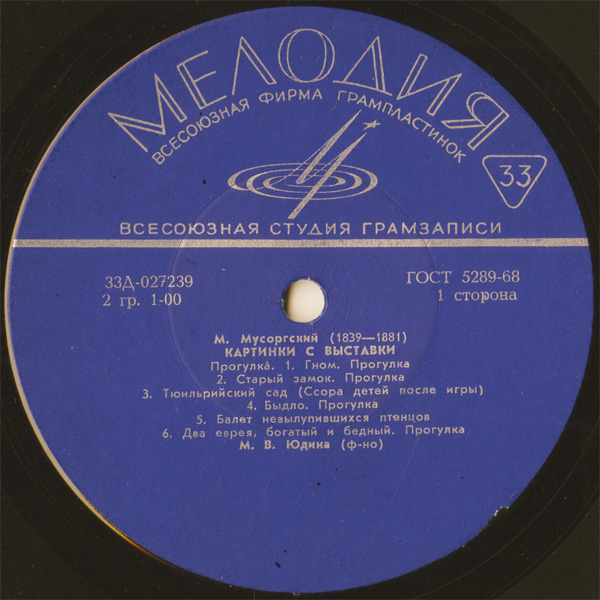 МЕЛОДИЯ
ВСЕСОЮЗНАЯ ФИРМА ГРАМПЛАСТИНОК
33
ВСЕСОЮЗНАЯ СТУДИЯ ГРАМЗАПИСИ
33Д-027239
2 гр. 1-00
ГОСТ 5289-68
1 сторона
М. Мусоргский (1839—1881)
КАРТИНКИ С ВЫСТАВКИ
Прогулка. 1. Гном. Прогулка
2. Старый замок. Прогулка
3. Тюильрийский сад (Ссора детей после игры)
4. Быдло. Прогулка
5. Балет невылупившихся птенцов
6. Два еврея, богатый и бедный. Прогулка
М. В. Юдина (ф-но)